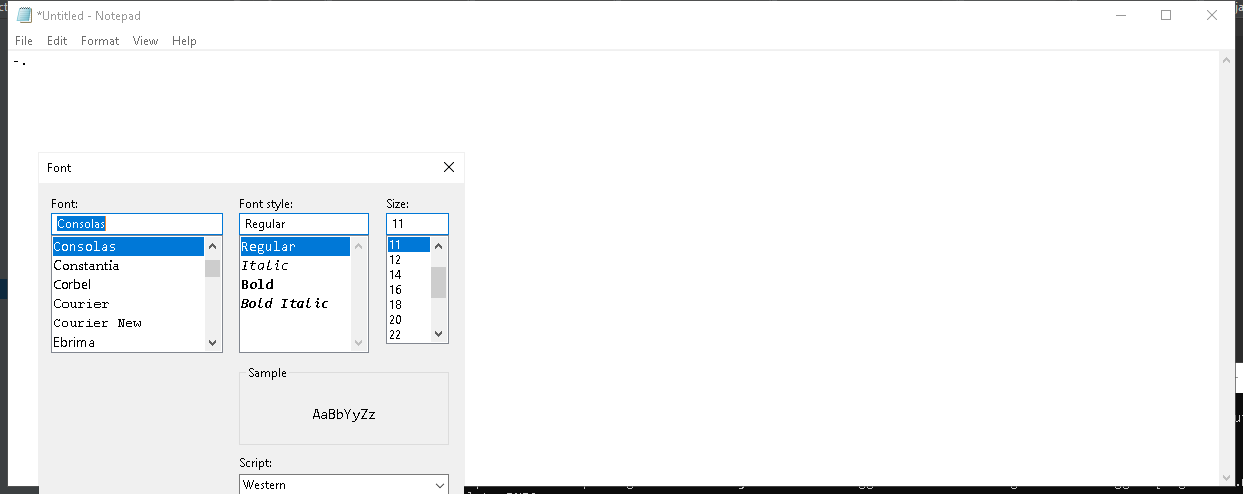 *Untitled - Notepad
File Edit Format View Help
-.
Font
Font: Font style: Size:
Consolas Regular 11
Consolas Regular 11
Constantia Italic 12
Corbel Bold 14
Courier Bold Italic 16
Courier New 18
Ebrima 20
22
Sample
AaBbYyZz
Script:
Western